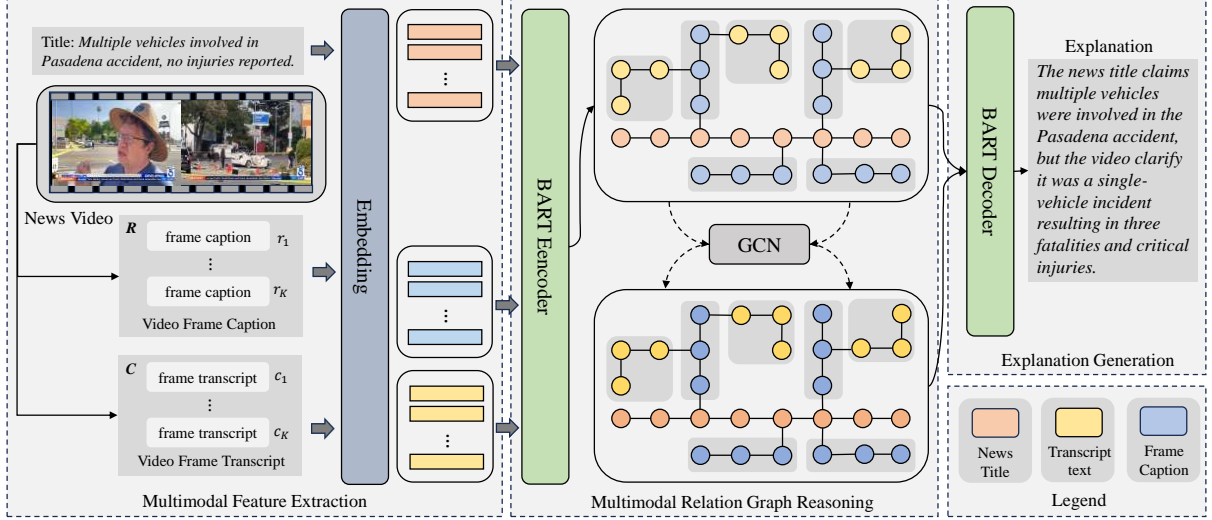 Title: Multiple vehicles involved in
Pasadena accident, no injuries reported.
News Video
R
frame caption r1
⋮
frame caption rK
Video Frame Caption
C
frame transcript c1
⋮
frame transcript cK
Video Frame Transcript
Multimodal Feature Extraction
Embedding
⋮
⋮
⋮
BART Eencoder
GCN
Multimodal Relation Graph Reasoning
BART Decoder
Explanation
The news title claims
multiple vehicles
were involved in the
Pasadena accident,
but the video clarify
it was a single-
vehicle incident
resulting in three
fatalities and critical
injuries.
Explanation Generation
News
Title
Transcript
text
Frame
Caption
Legend